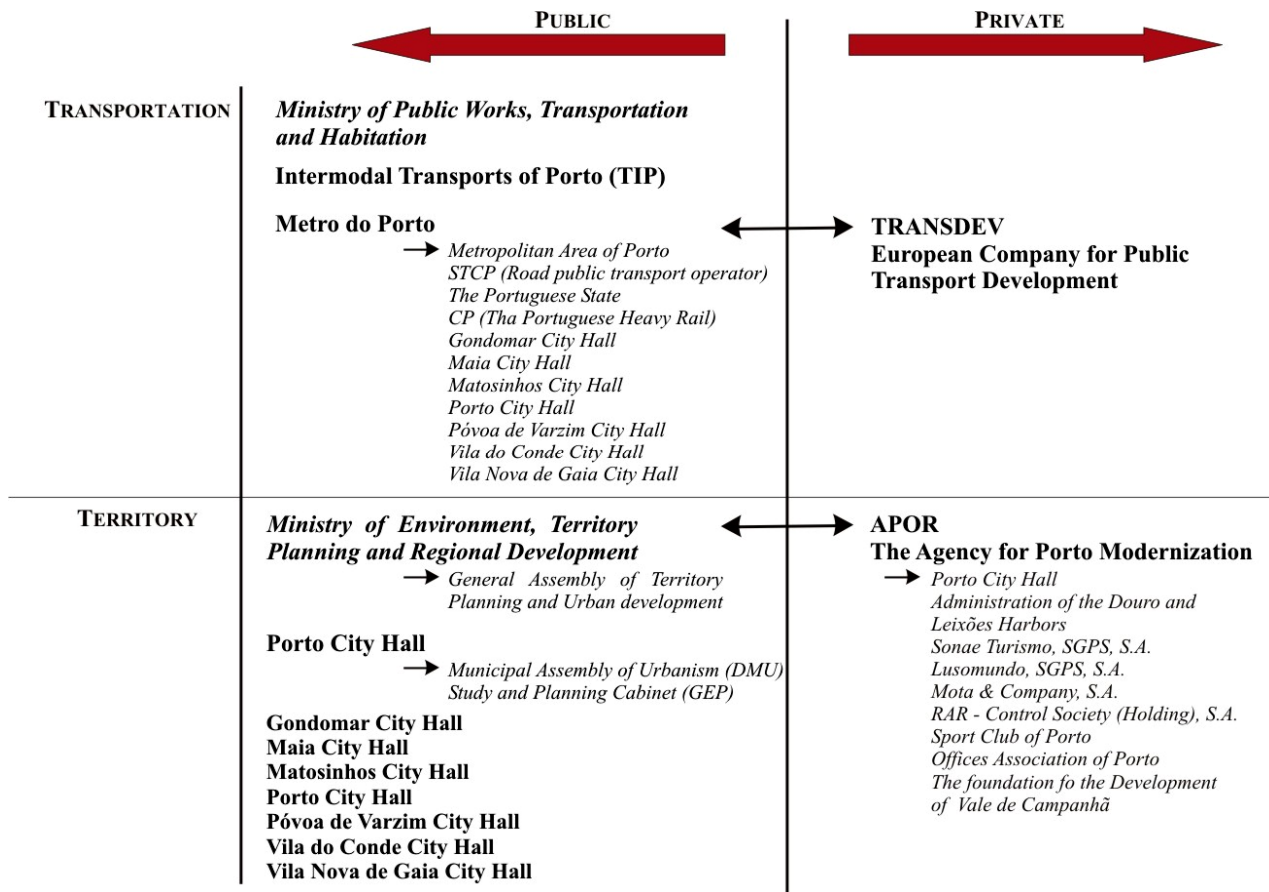 PUBLIC
PRIVATE
TRANSPORTATION
Ministry of Public Works, Transportation
and Habitation
Intermodal Transports of Porto (TIP)
Metro do Porto
Metropolitan Area of Porto
STCP (Road public transport operator)
The Portuguese State
CP (Tha Portuguese Heavy Rail)
Gondomar City Hall
Maia City Hall
Matosinhos City Hall
Porto City Hall
Póvoa de Varzim City Hall
Vila do Conde City Hall
Vila Nova de Gaia City Hall
TRANSDEV
European Company for Public
Transport Development
TERRITORY
Ministry of Environment, Territory
Planning and Regional Development
General Assembly of Territory
Planning and Urban development
Porto City Hall
Municipal Assembly of Urbanism (DMU)
Study and Planning Cabinet (GEP)
Gondomar City Hall
Maia City Hall
Matosinhos City Hall
Porto City Hall
Póvoa de Varzim City Hall
Vila do Conde City Hall
Vila Nova de Gaia City Hall
APOR
The Agency for Porto Modernization
Porto City Hall
Administration of the Douro and
Leixões Harbors
Sonae Turismo, SGPS, S.A.
Lusomundo, SGPS, S.A.
Mota & Company, S.A.
RAR - Control Society (Holding), S.A.
Sport Club of Porto
Offices Association of Porto
The foundation fo the Development
of Vale de Campanhã